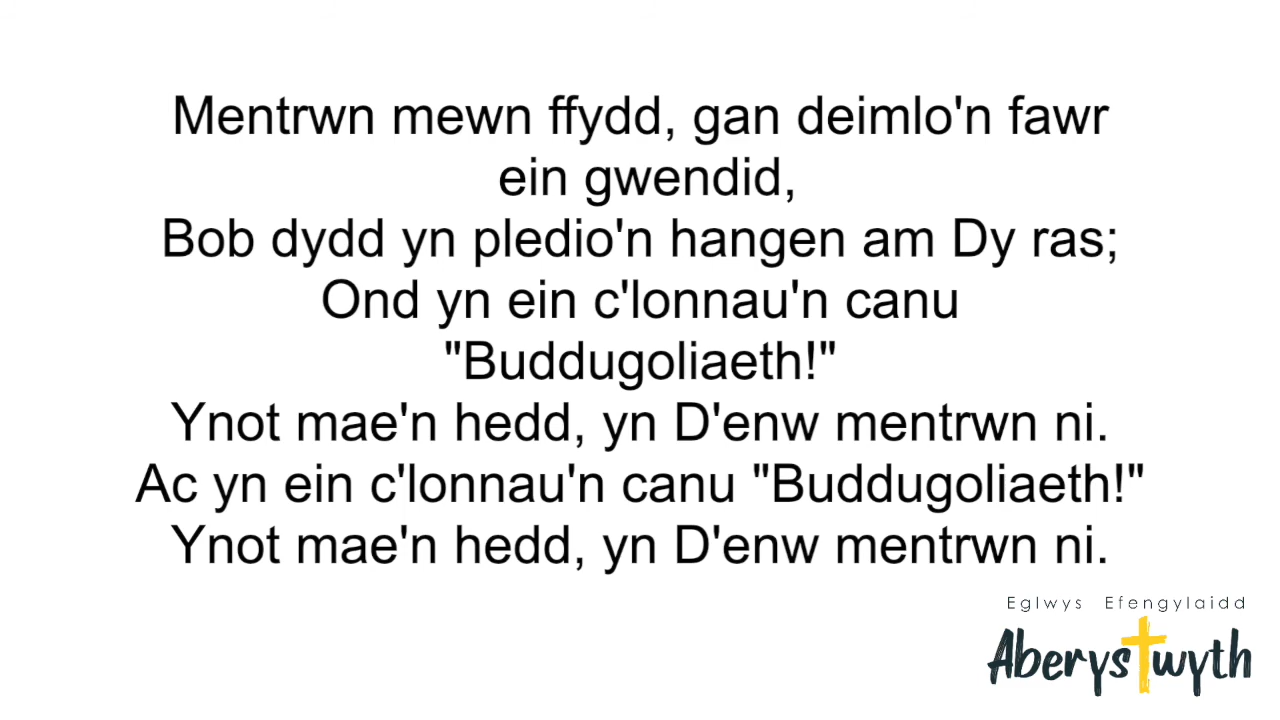 Mentrwn mewn ffydd, gan deimlo'n fawr
ein gwendid,
Bob dydd yn pledio'n hangen am Dy ras;
Ond yn ein c'lonnau'n canu
"Buddugoliaeth!"
Ynot mae'n hedd, yn D'enw mentrwn ni.
Ac yn ein c'lonnau'n canu "Buddugoliaeth!"
Ynot mae'n hedd, yn D'enw mentrwn ni.
Eglwys Efengylaidd
Aberystwyth